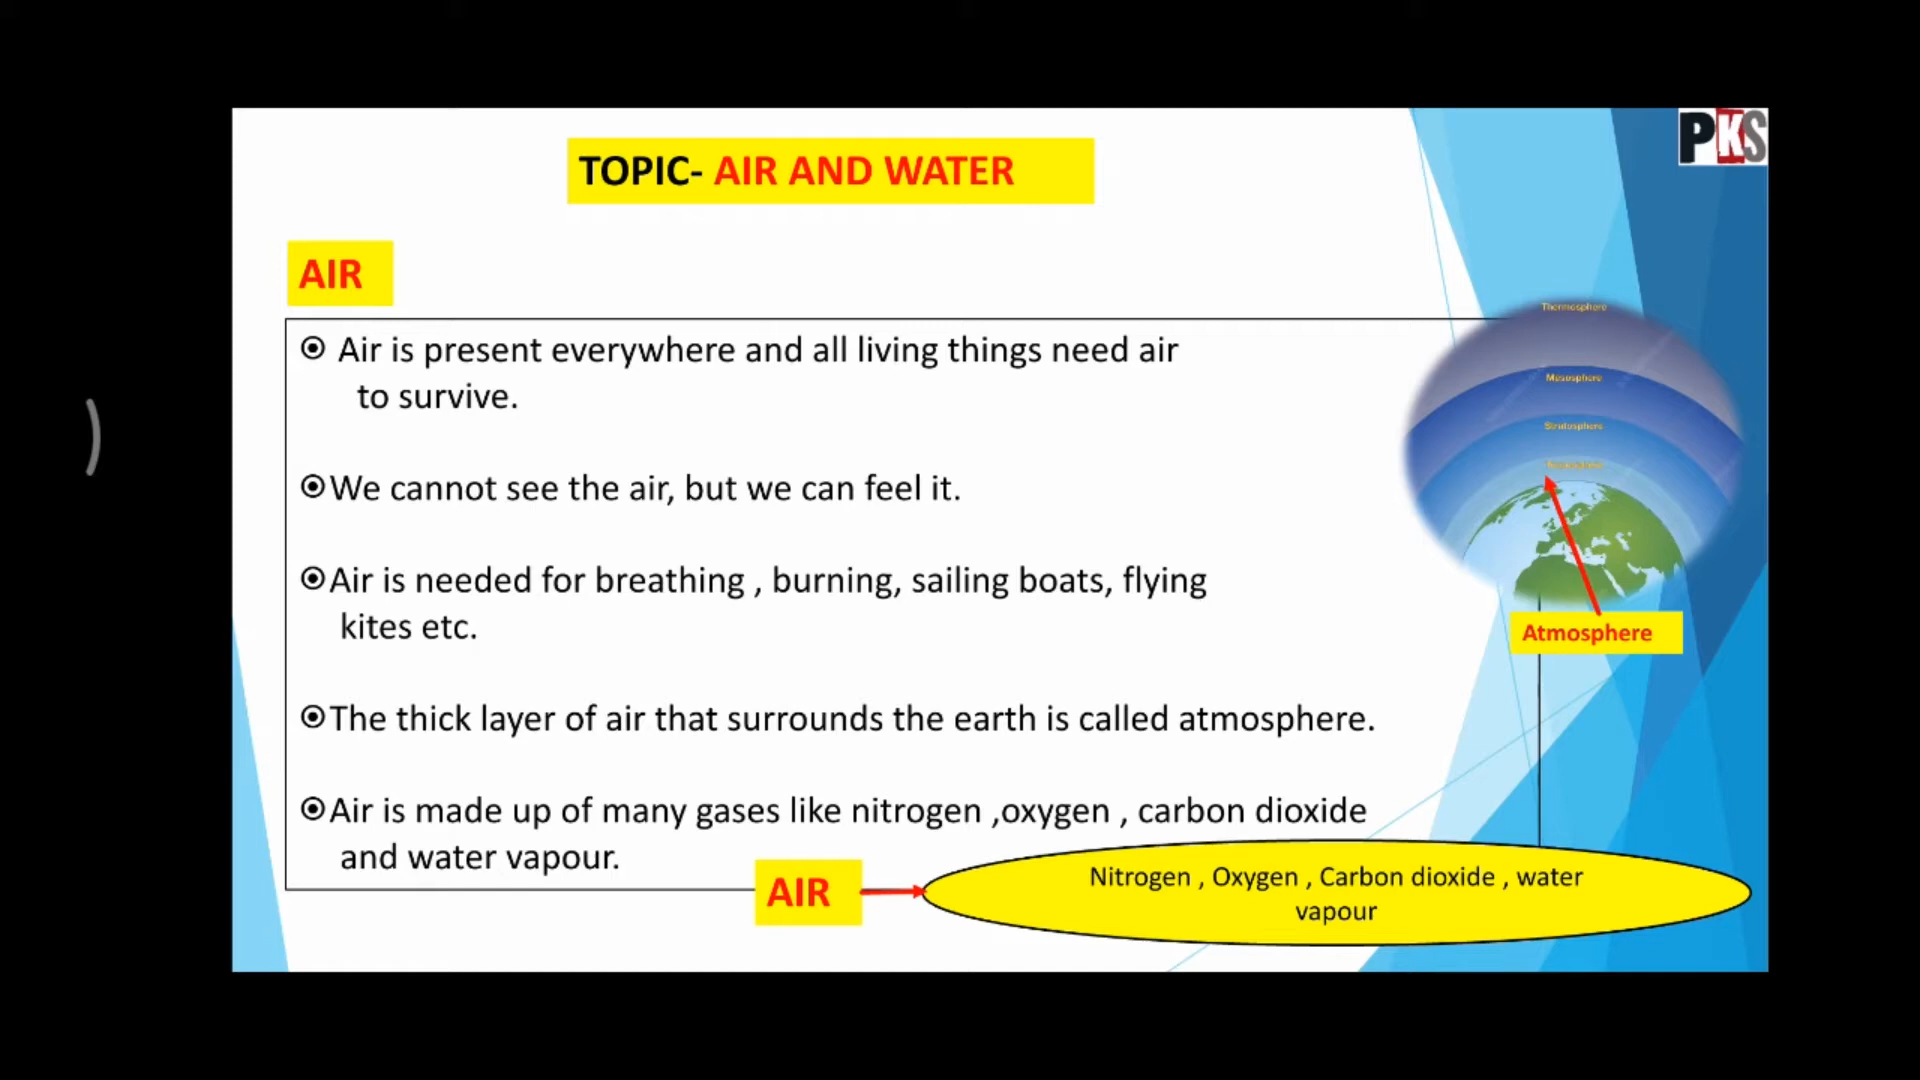 PKS
TOPIC- AIR AND WATER
AIR
Air is present everywhere and all living things need air
to survive.
We cannot see the air, but we can feel it.
Air is needed for breathing , burning, sailing boats, flying
kites etc.
The thick layer of air that surrounds the earth is called atmosphere.
Air is made up of many gases like nitrogen ,oxygen , carbon dioxide
and water vapour.
Thermosphere
Mesosphere
Stratosphere
Atmosphere
AIR
Nitrogen , Oxygen , Carbon dioxide , water
vapour